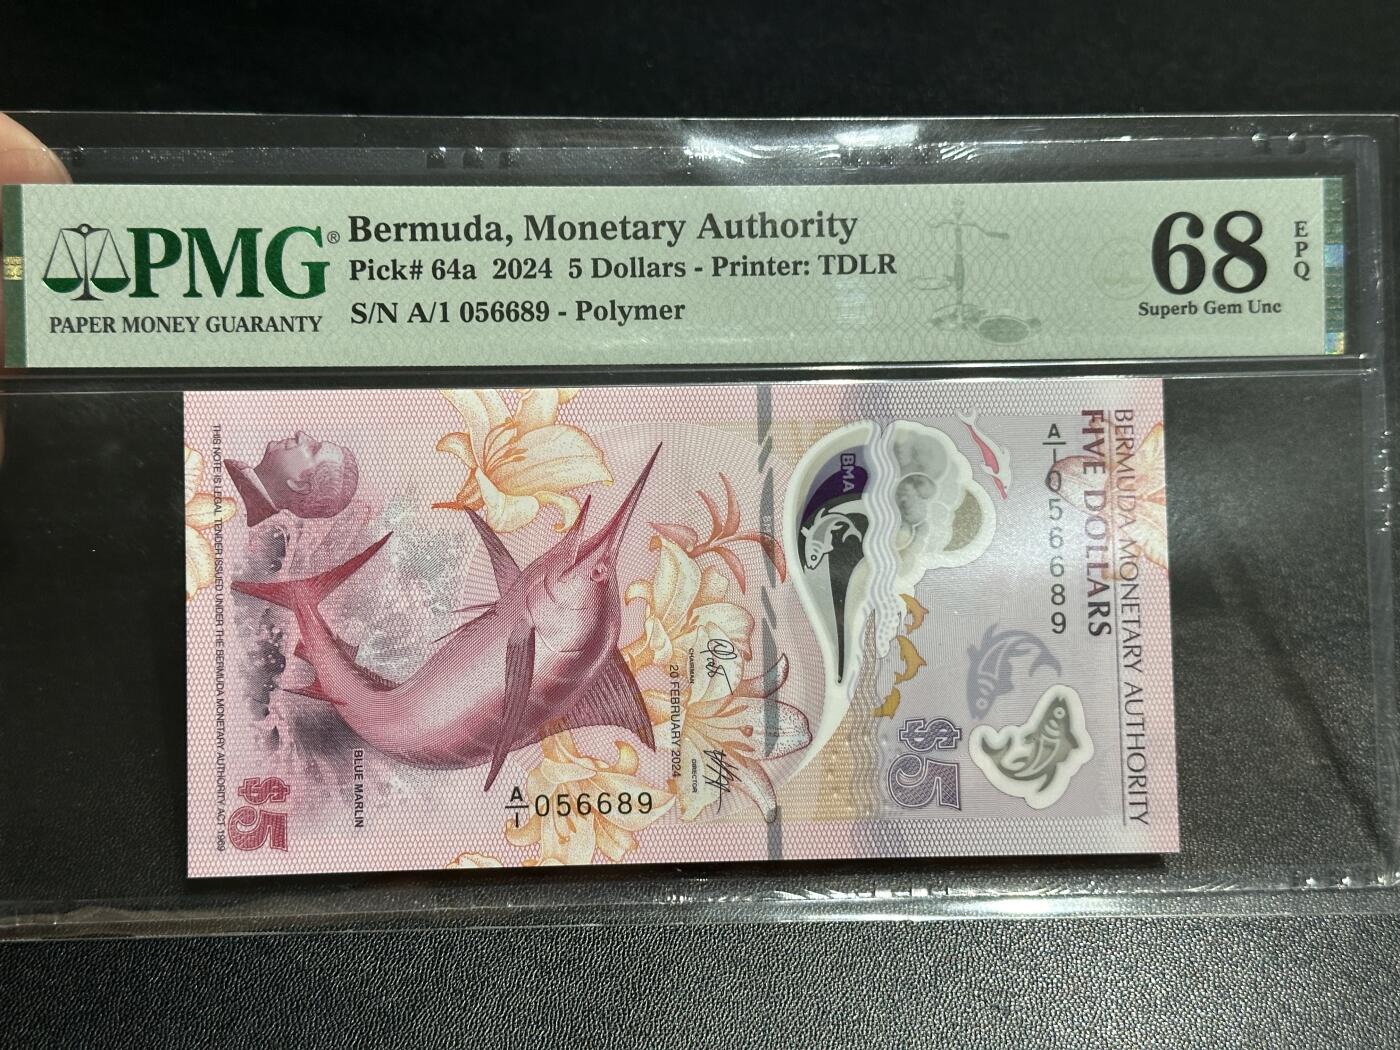 PMG®
PAPER MONEY GUARANTY
Bermuda, Monetary Authority
Pick# 64a 2024 5 Dollars - Printer: TDLR
S/N A/1 056689 - Polymer
68
EPQ
Superb Gem Unc
BERMUDA MONETARY AUTHORITY
FIVE DOLLARS
A/1 056689
BMA
$5
CHAIRMAN
20 FEBRUARY 2024
DIRECTOR
A/1 056689
BLUE MARLIN
$5
THIS NOTE IS LEGAL TENDER ISSUED UNDER THE BERMUDA MONETARY AUTHORITY ACT 1969